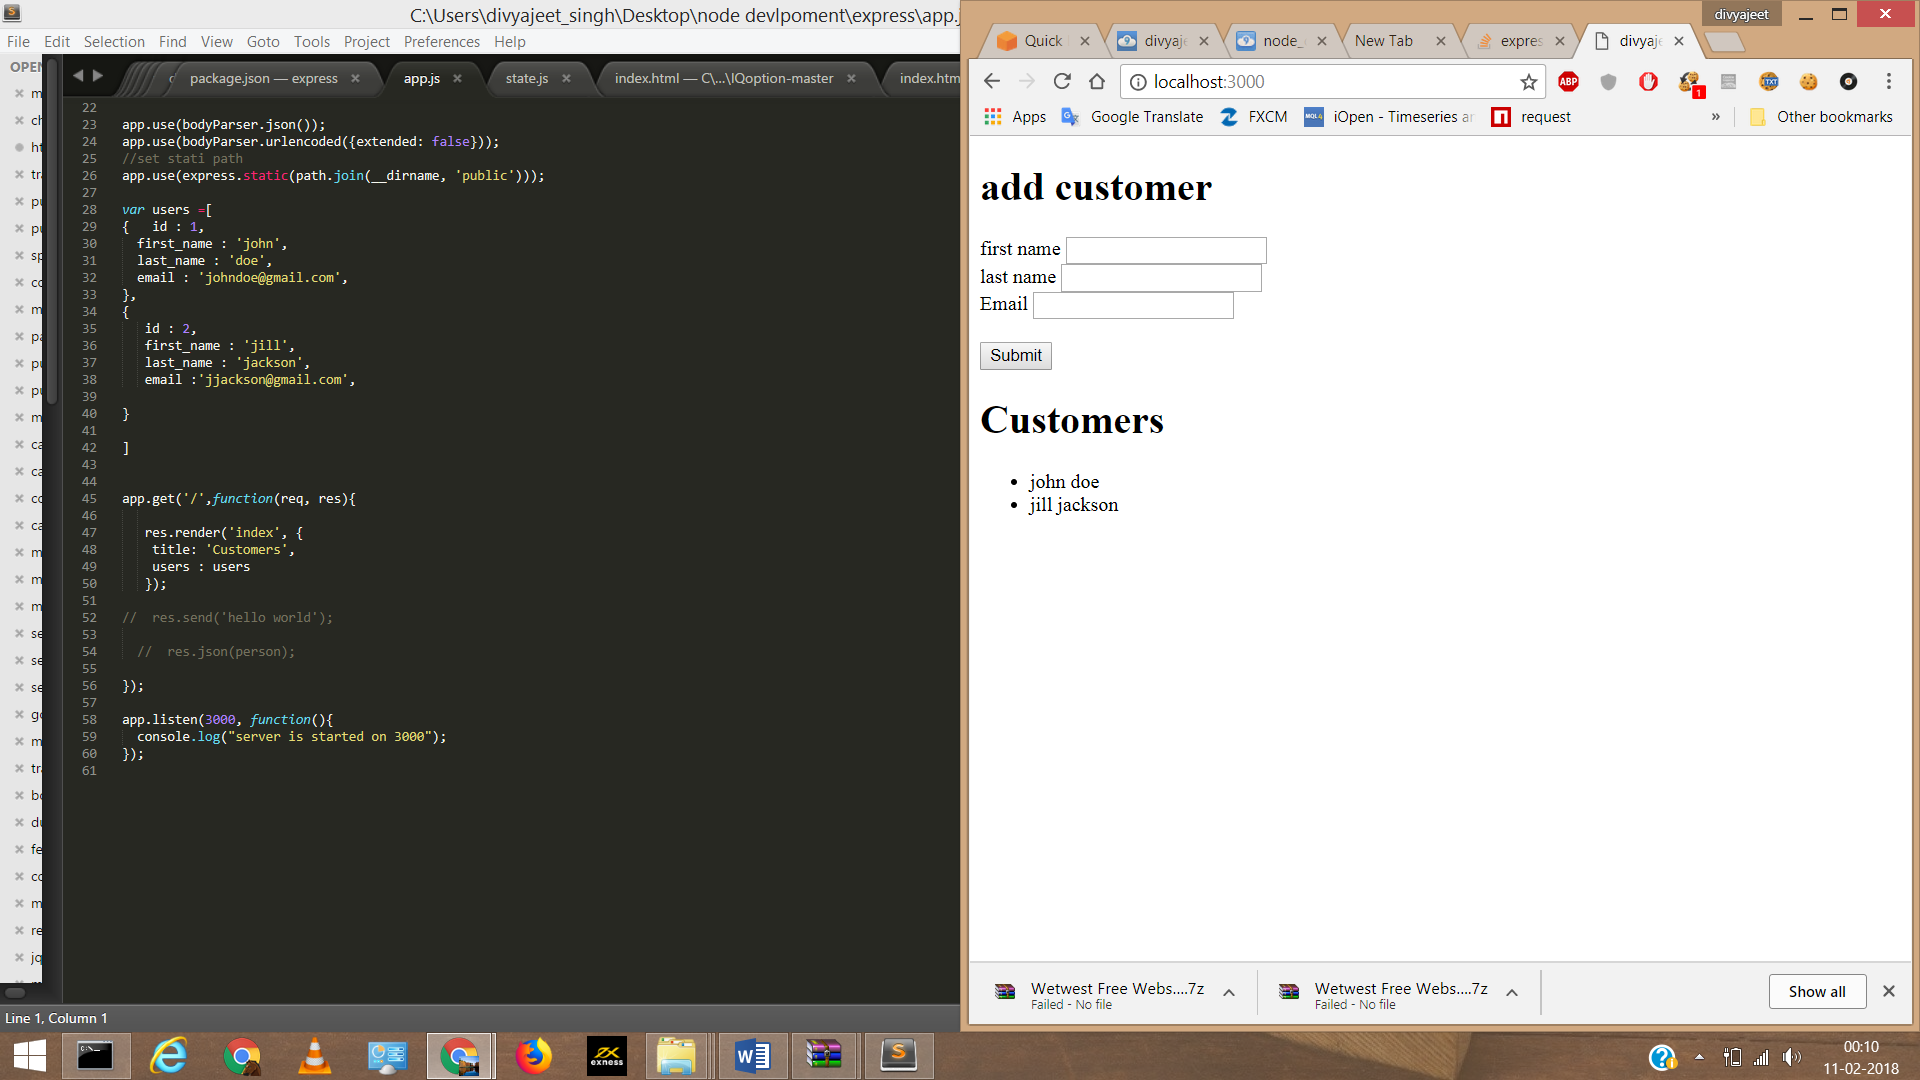 C:\Users\divyajeet_singh\Desktop\node devlpoment\express\app.j
File Edit Selection Find View Goto Tools Project Preferences Help
OPEN
package.json — express
app.js
state.js
index.html — C\...\IQoption-master
index.htm
22
23 app.use(bodyParser.json());
24 app.use(bodyParser.urlencoded({extended: false}));
25 //set stati path
26 app.use(express.static(path.join(__dirname, 'public')));
27
28 var users =[
29 {   id : 1,
30 first_name : 'john',
31 last_name : 'doe',
32 email : 'johndoe@gmail.com',
33 },
34 {
35 id : 2,
36 first_name : 'jill',
37 last_name : 'jackson',
38 email :'jjackson@gmail.com',
39
40 }
41
42 ]
43
44
45 app.get('/',function(req, res){
46
47 res.render('index', {
48 title: 'Customers',
49 users : users
50 });
51
52 //  res.send('hello world');
53
54 //  res.json(person);
55
56 });
57
58 app.listen(3000, function(){
59 console.log("server is started on 3000");
60 });
61
Line 1, Column 1
divyajeet
Quick
divyaje
node_
New Tab
expres
divyaje
localhost:3000
ABP
1
TXT
Apps
Google Translate
FXCM
MQL4
iOpen - Timeseries ar
request
»
Other bookmarks
add customer
first name
last name
Email
Submit
Customers
john doe
jill jackson
Wetwest Free Webs....7z
Failed - No file
Wetwest Free Webs....7z
Failed - No file
Show all
exness
00:10
11-02-2018